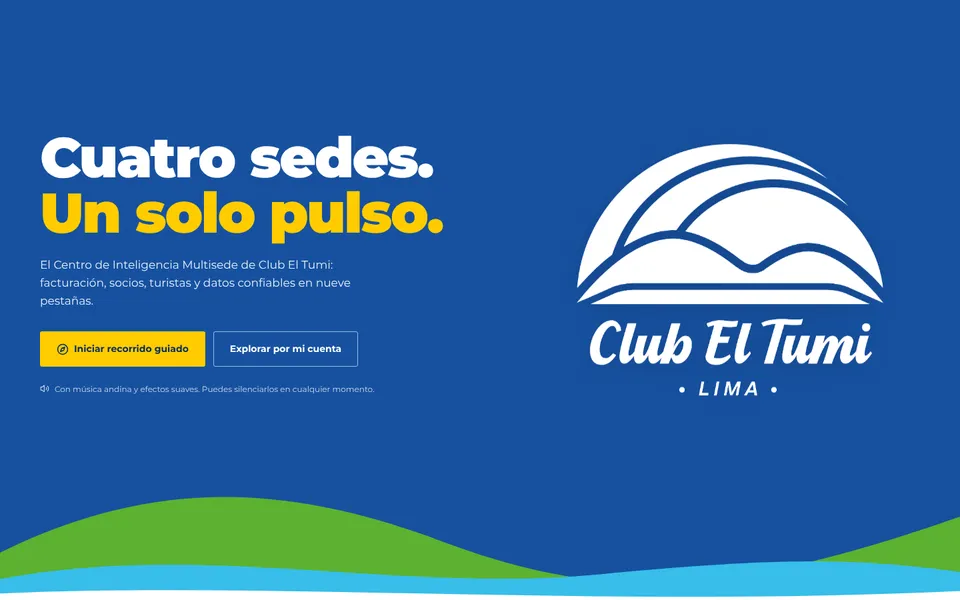 Cuatro sedes.
Un solo pulso.
El Centro de Inteligencia Multisede de Club El Tumi:
facturación, socios, turistas y datos confiables en nueve
pestañas.
Iniciar recorrido guiado
Explorar por mi cuenta
Con música andina y efectos suaves. Puedes silenciarlos en cualquier momento.
Club El Tumi
• LIMA •